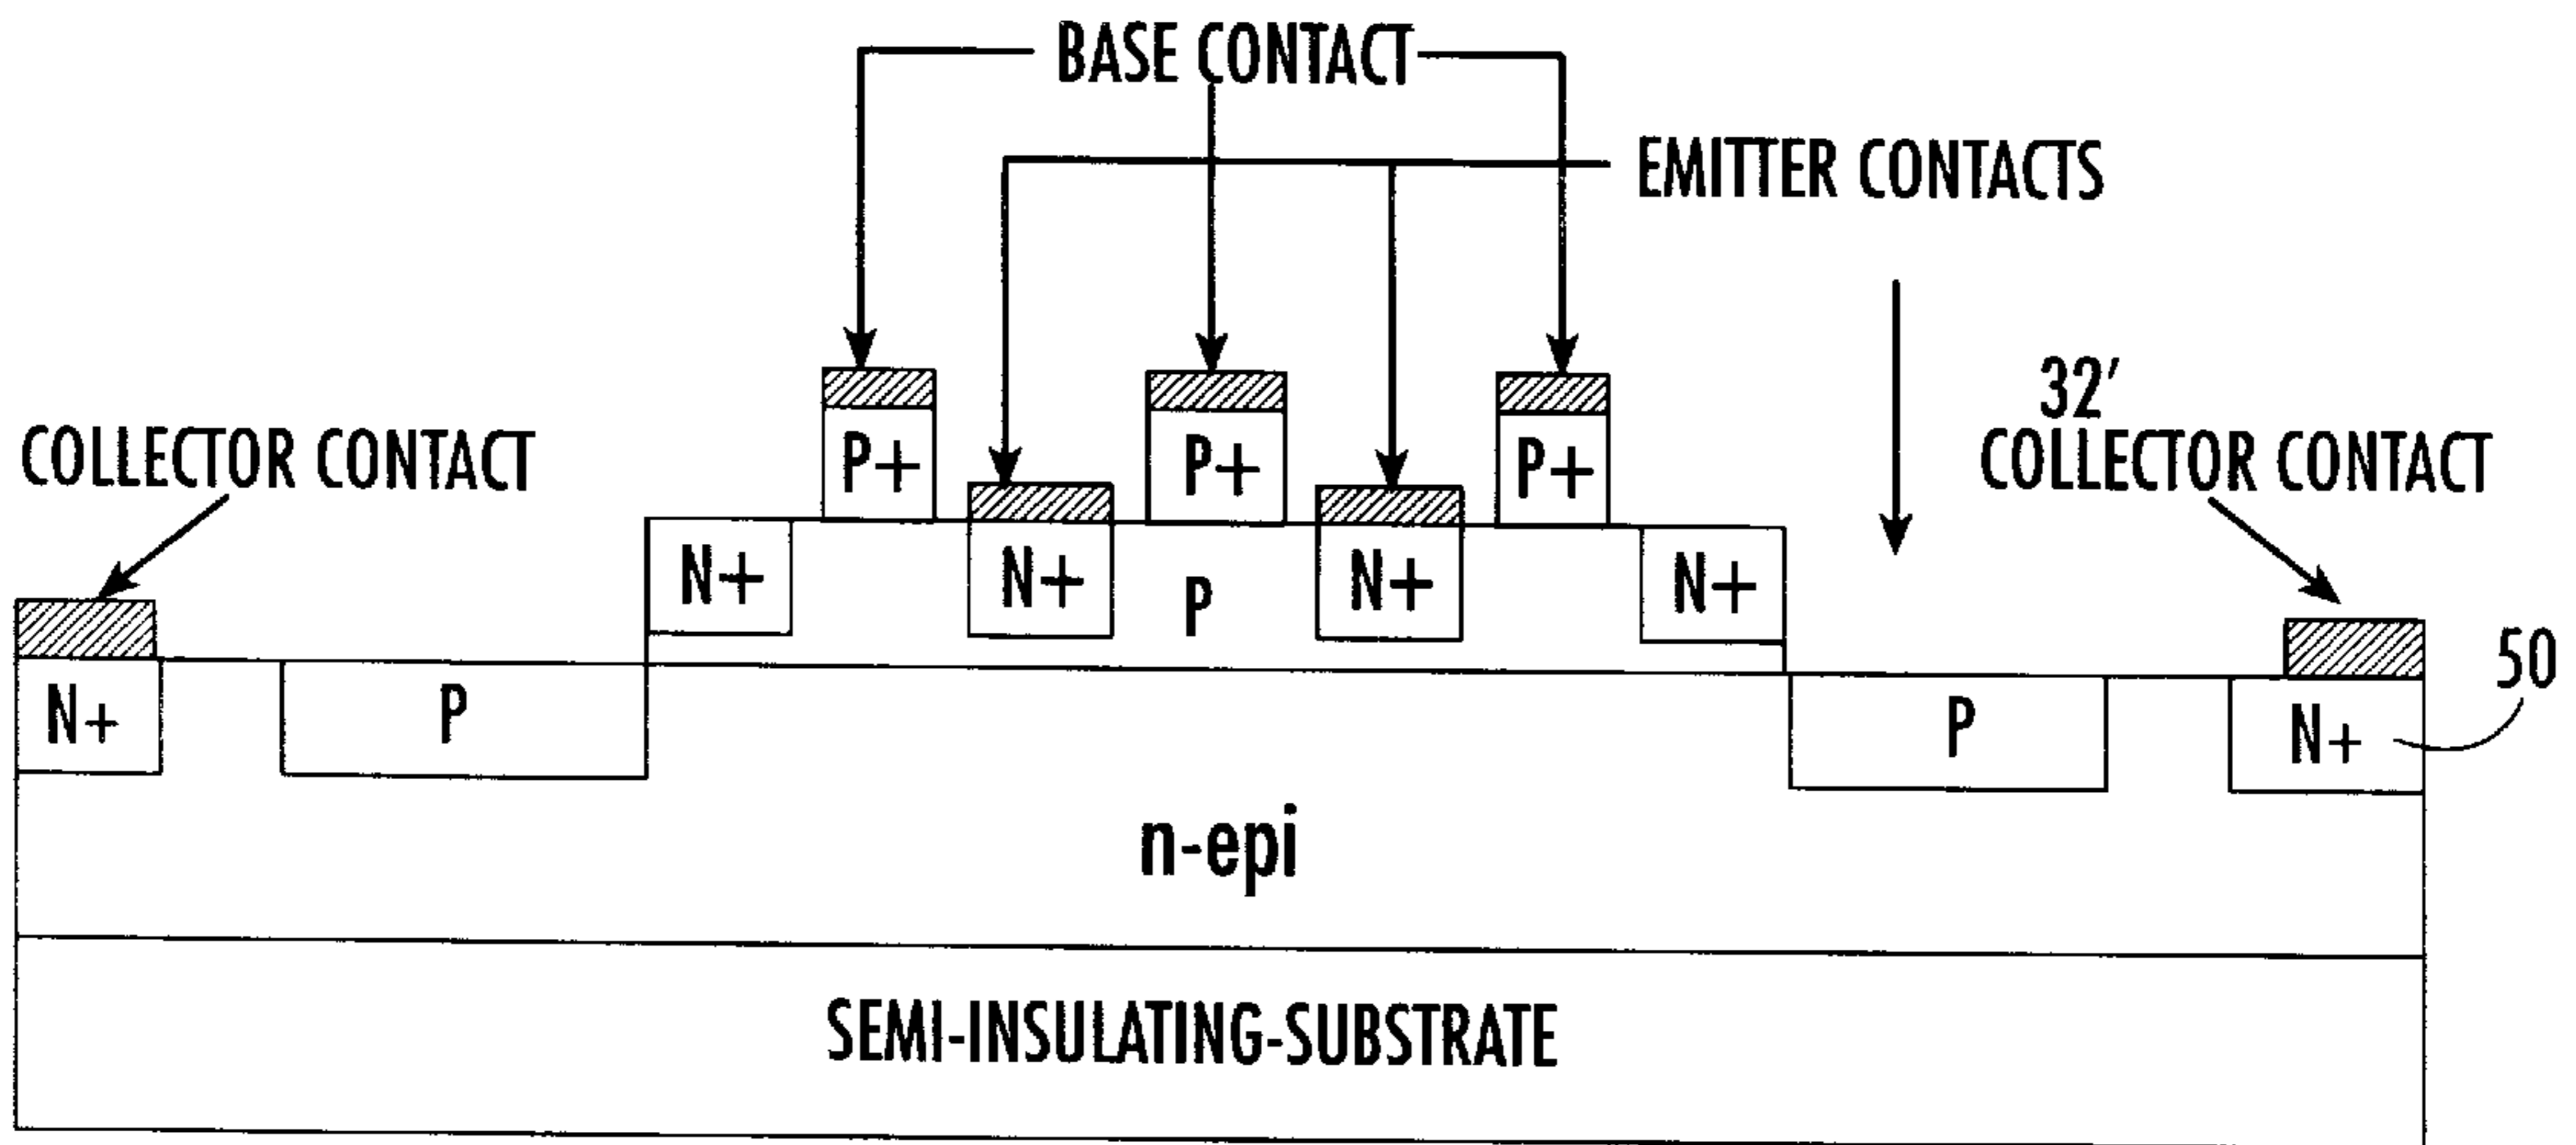 BASE CONTACT
EMITTER CONTACTS
32′
COLLECTOR CONTACT
COLLECTOR CONTACT
P+
P+
P+
N+
N+
P
N+
N+
50
N+
P
P
N+
n-epi
SEMI-INSULATING-SUBSTRATE